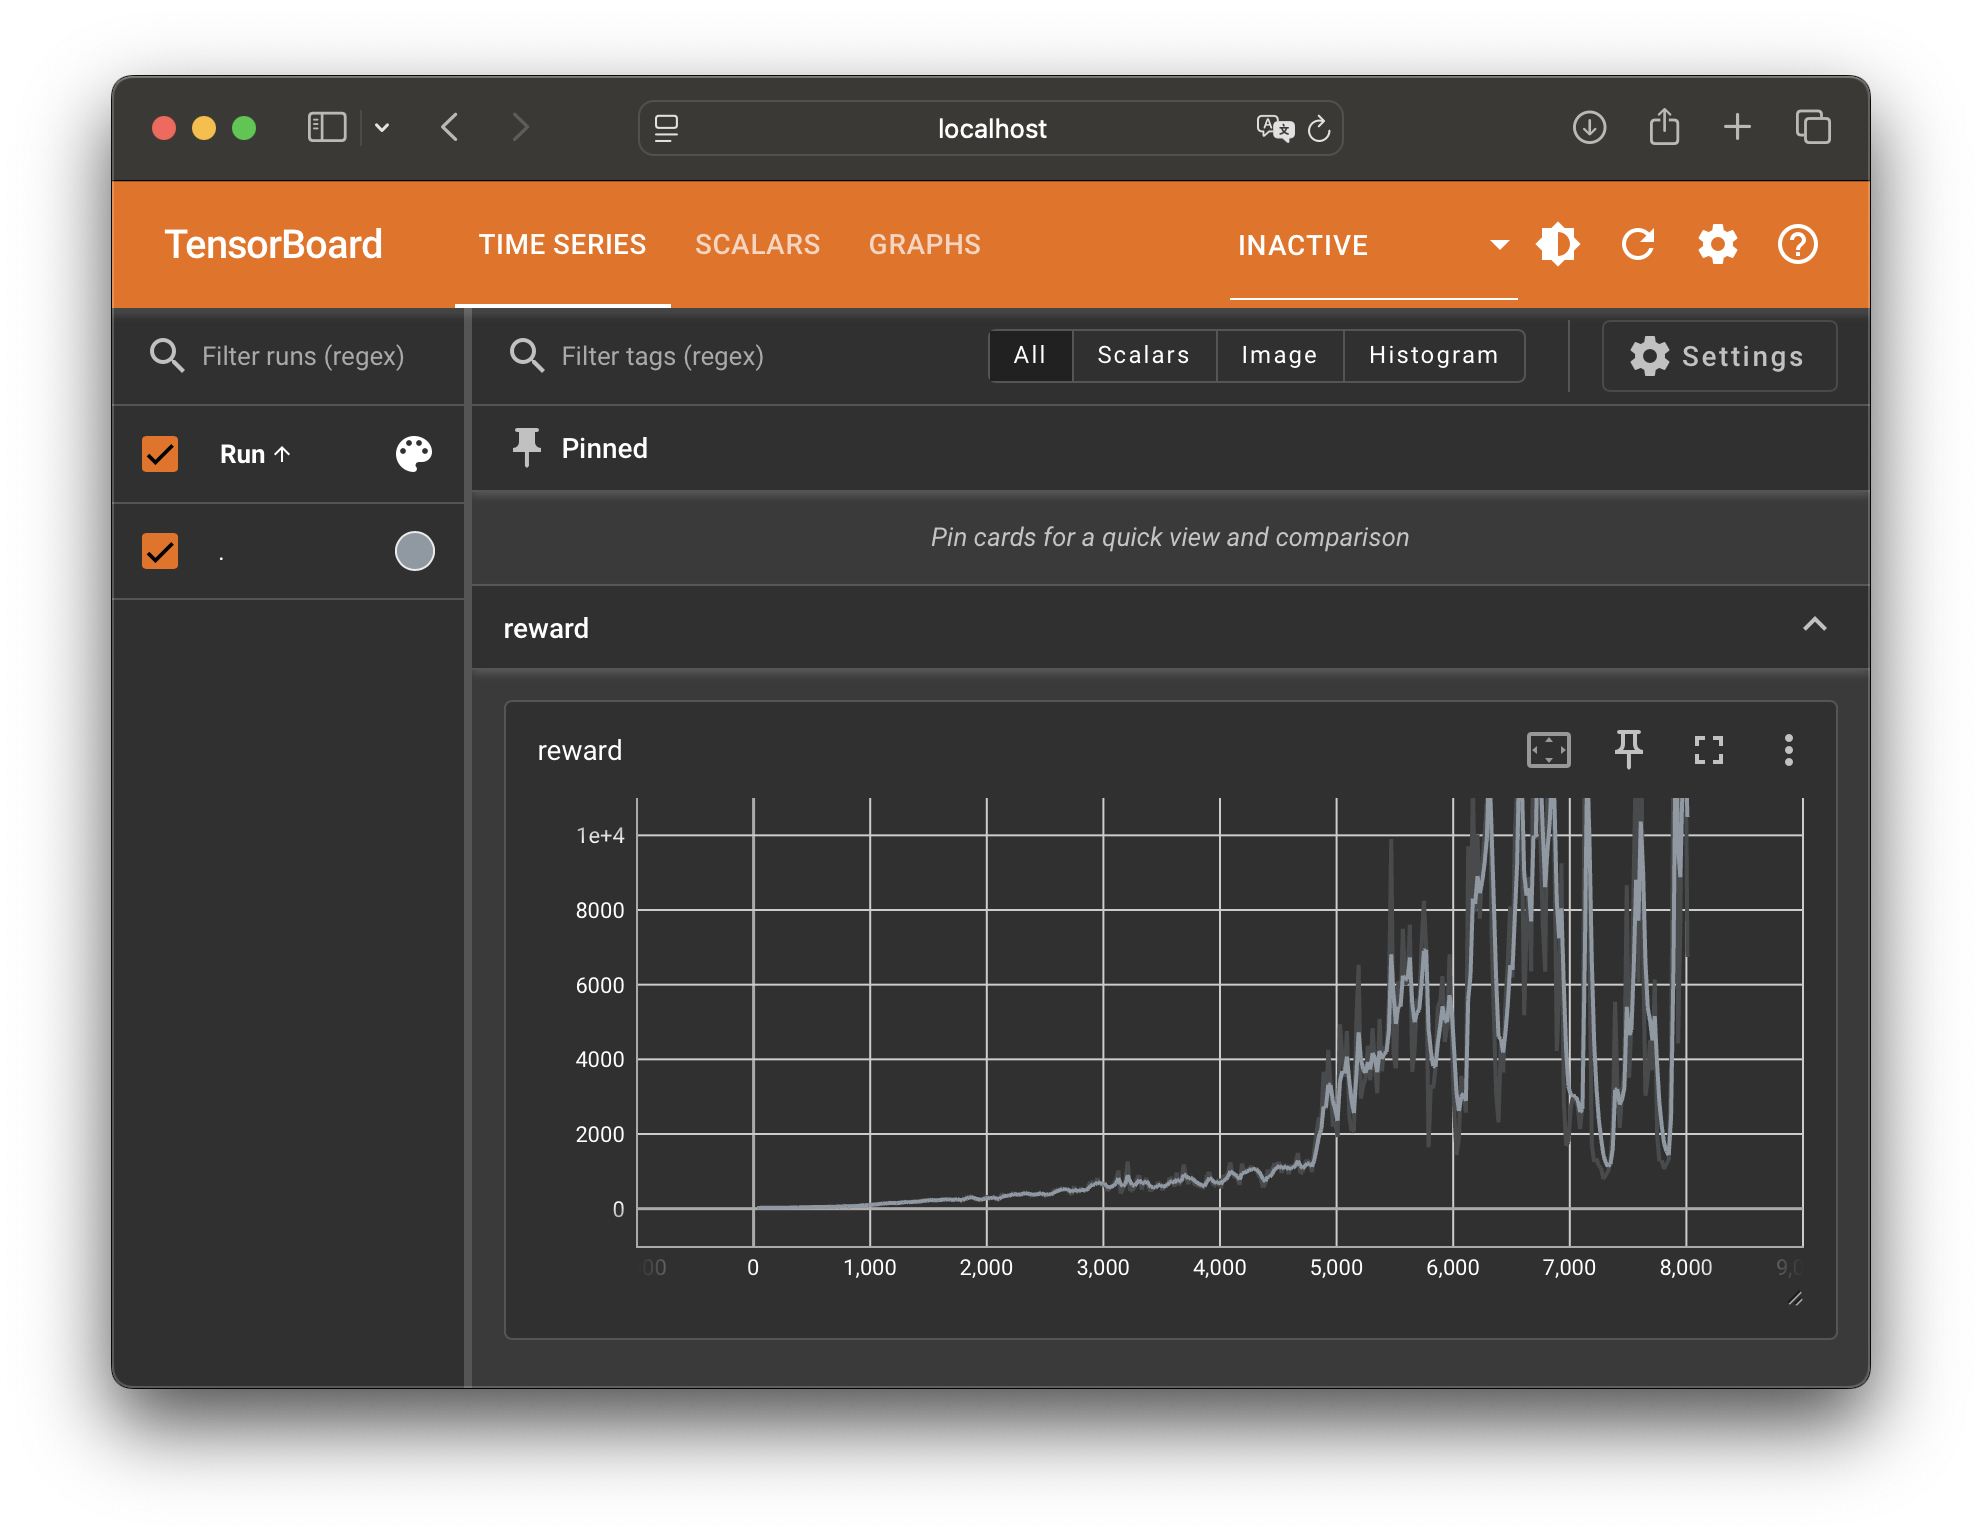 localhost
TensorBoard
TIME SERIES
SCALARS
GRAPHS
INACTIVE
Filter runs (regex)
Filter tags (regex)
All
Scalars
Image
Histogram
Settings
Run ↑
.
Pinned
Pin cards for a quick view and comparison
reward
reward
1e+4
8000
6000
4000
2000
0
00 0 1,000 2,000 3,000 4,000 5,000 6,000 7,000 8,000 9,0